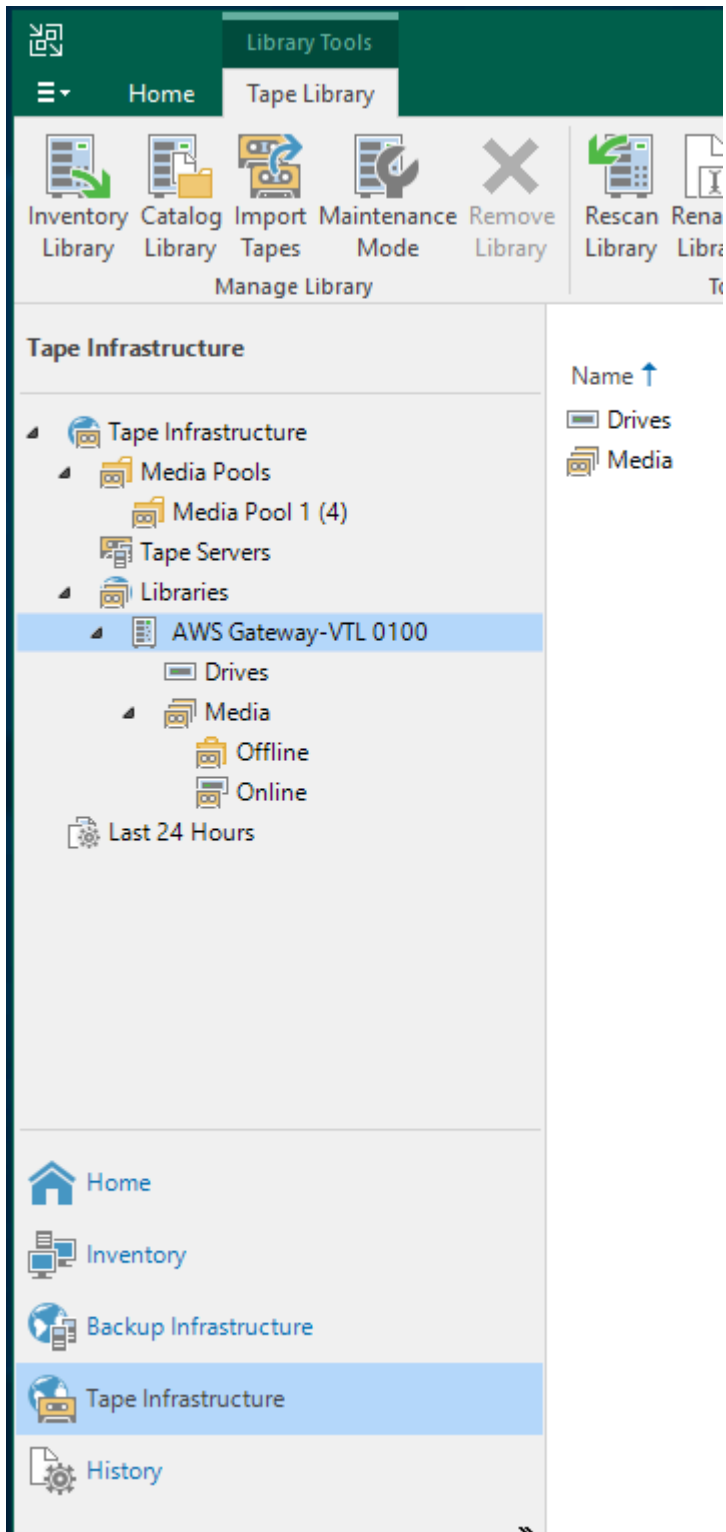 Library Tools
Home
Tape Library
Inventory Library
Catalog Library
Import Tapes
Maintenance Mode
Remove Library
Rescan Library
Manage Library
Tape Infrastructure
Name
Drives
Media
Tape Infrastructure
Media Pools
Media Pool 1 (4)
Tape Servers
Libraries
AWS Gateway-VTL 0100
Drives
Media
Offline
Online
Last 24 Hours
Home
Inventory
Backup Infrastructure
Tape Infrastructure
History